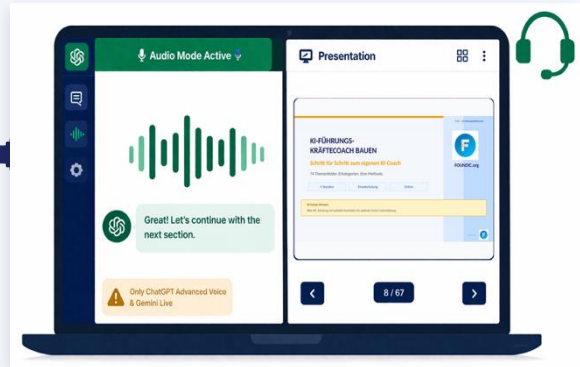 Audio Mode Active
Great! Let's continue with the
next section.
Only ChatGPT Advanced Voice
& Gemini Live
Presentation
KI-FÜHRUNGS-
KRÄFTECOACH BAUEN
Schritt für Schritt zum eigenen KI-Coach
F
FOUNDIC.org
8 / 67